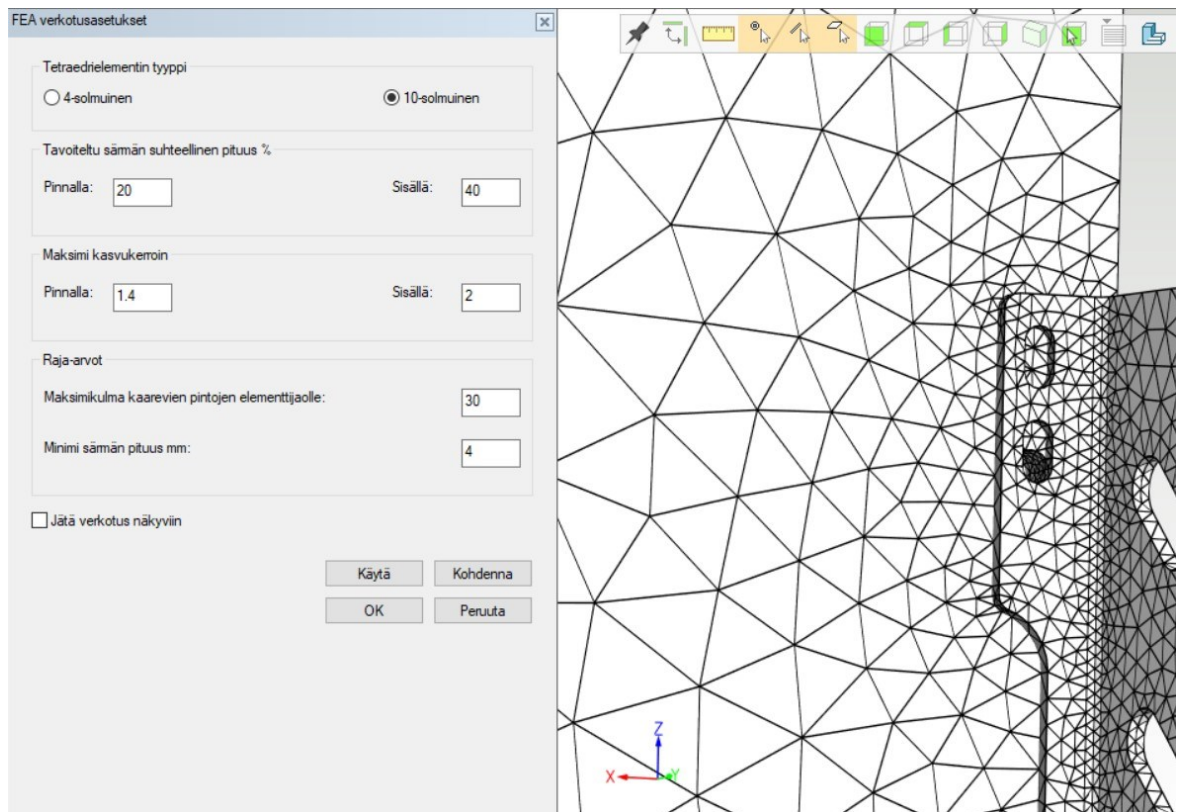 FEA verkotusasetukset
Tetraedrielementin tyyppi
4-solmuinen 10-solmuinen
Tavoiteltu särmän suhteellinen pituus %
Pinnalla: 20 Sisällä: 40
Maksimi kasvukerroin
Pinnalla: 1.4 Sisällä: 2
Raja-arvot
Maksimikulma kaarevien pintojen elementtijaolle: 30
Minimi särmän pituus mm: 4
Jätä verkotus näkyviin
Käytä Kohdenna
OK Peruuta
Z
X Y